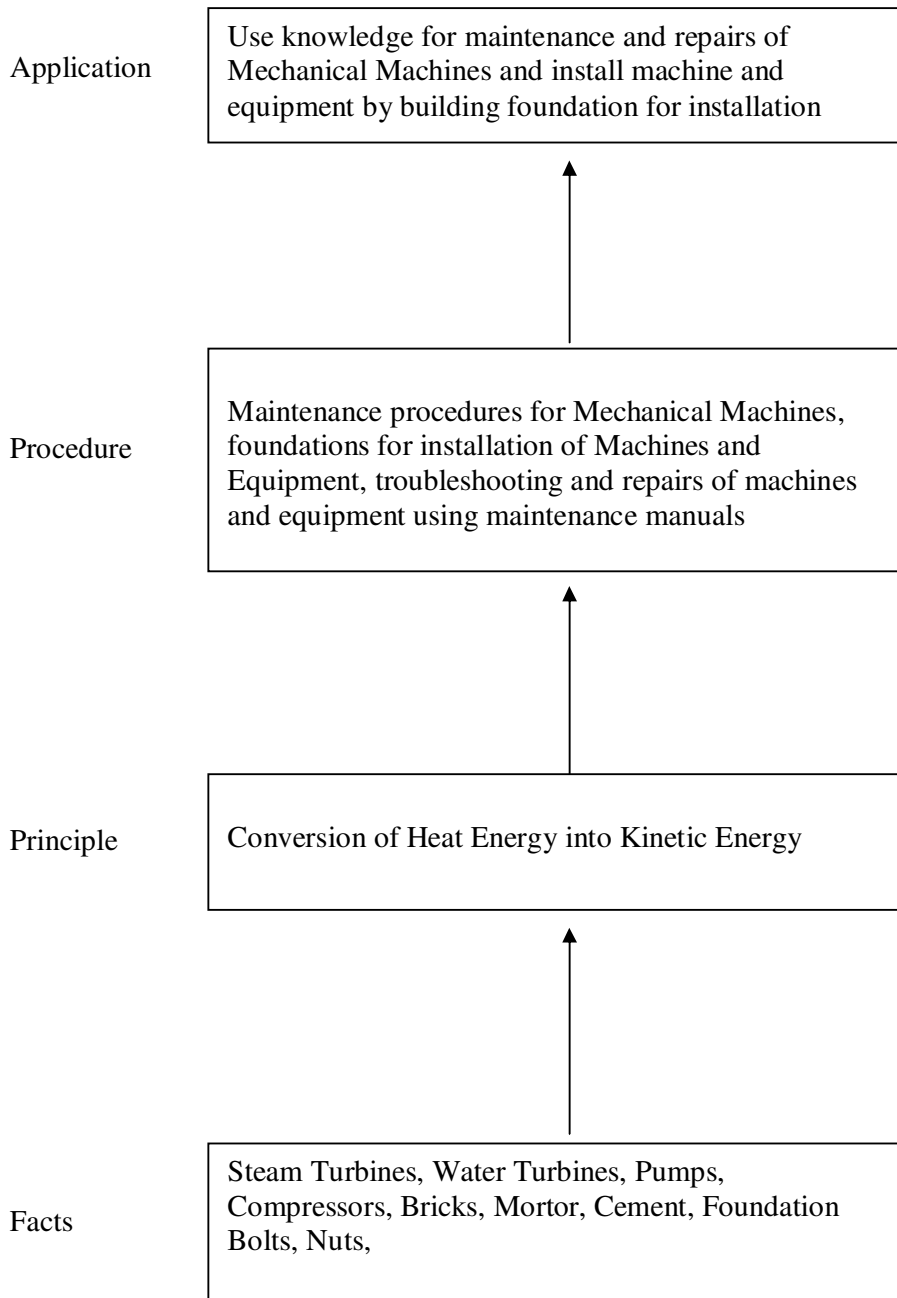 Application
Use knowledge for maintenance and repairs of
Mechanical Machines and install machine and
equipment by building foundation for installation
Procedure
Maintenance procedures for Mechanical Machines,
foundations for installation of Machines and
Equipment, troubleshooting and repairs of machines
and equipment using maintenance manuals
Principle
Conversion of Heat Energy into Kinetic Energy
Facts
Steam Turbines, Water Turbines, Pumps,
Compressors, Bricks, Mortor, Cement, Foundation
Bolts, Nuts,